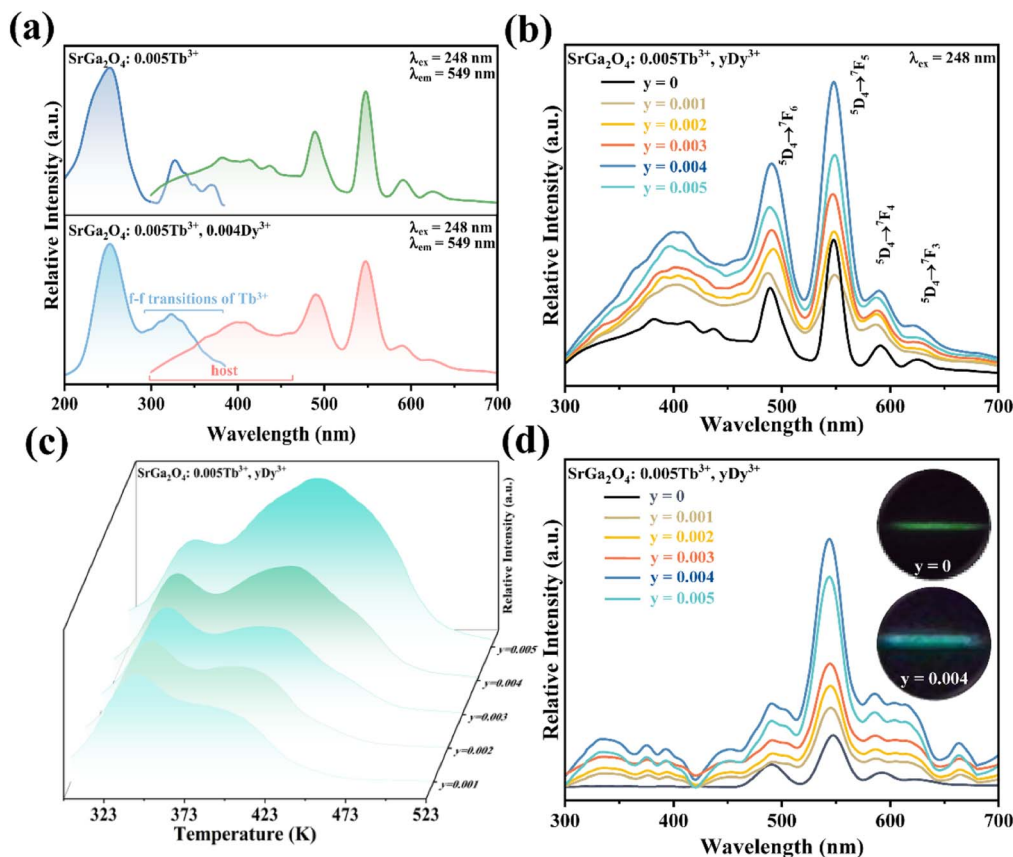 (a)
SrGa₂O₄: 0.005Tb³⁺
λex = 248 nm
λem = 549 nm
SrGa₂O₄: 0.005Tb³⁺, 0.004Dy³⁺
λex = 248 nm
λem = 549 nm
f-f transitions of Tb³⁺
host
Relative Intensity (a.u.)
200 300 400 500 600 700
Wavelength (nm)
(b)
SrGa₂O₄: 0.005Tb³⁺, yDy³⁺
λex = 248 nm
y = 0
y = 0.001
y = 0.002
y = 0.003
y = 0.004
y = 0.005
⁵D₄→⁷F₆
⁵D₄→⁷F₅
⁵D₄→⁷F₄
⁵D₄→⁷F₃
Relative Intensity (a.u.)
300 400 500 600 700
Wavelength (nm)
(c)
SrGa₂O₄: 0.005Tb³⁺, yDy³⁺
Relative Intensity (a.u.)
y=0.005
y=0.004
y=0.003
y=0.002
y=0.001
323 373 423 473 523
Temperature (K)
(d)
SrGa₂O₄: 0.005Tb³⁺, yDy³⁺
y = 0
y = 0.001
y = 0.002
y = 0.003
y = 0.004
y = 0.005
y = 0
y = 0.004
Relative Intensity (a.u.)
300 400 500 600 700
Wavelength (nm)